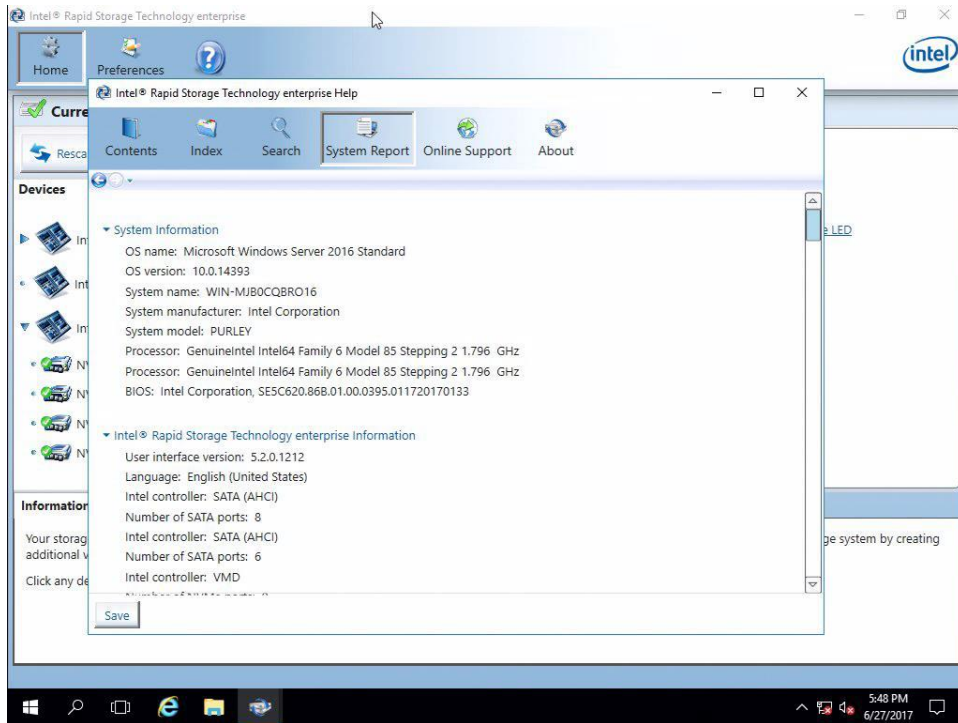 Intel® Rapid Storage Technology enterprise
Home
Preferences
intel
Curre
Resca
Devices
In
Int
In
NV
NV
NV
NV
e LED
Information
Your storag
additional v
Click any de
ge system by creating
Intel® Rapid Storage Technology enterprise Help
Contents Index Search System Report Online Support About
System Information
OS name: Microsoft Windows Server 2016 Standard
OS version: 10.0.14393
System name: WIN-MJB0CQBRO16
System manufacturer: Intel Corporation
System model: PURLEY
Processor: GenuineIntel Intel64 Family 6 Model 85 Stepping 2 1.796 GHz
Processor: GenuineIntel Intel64 Family 6 Model 85 Stepping 2 1.796 GHz
BIOS: Intel Corporation, SE5C620.86B.01.00.0395.011720170133
Intel® Rapid Storage Technology enterprise Information
User interface version: 5.2.0.1212
Language: English (United States)
Intel controller: SATA (AHCI)
Number of SATA ports: 8
Intel controller: SATA (AHCI)
Number of SATA ports: 6
Intel controller: VMD
Save
5:48 PM
6/27/2017